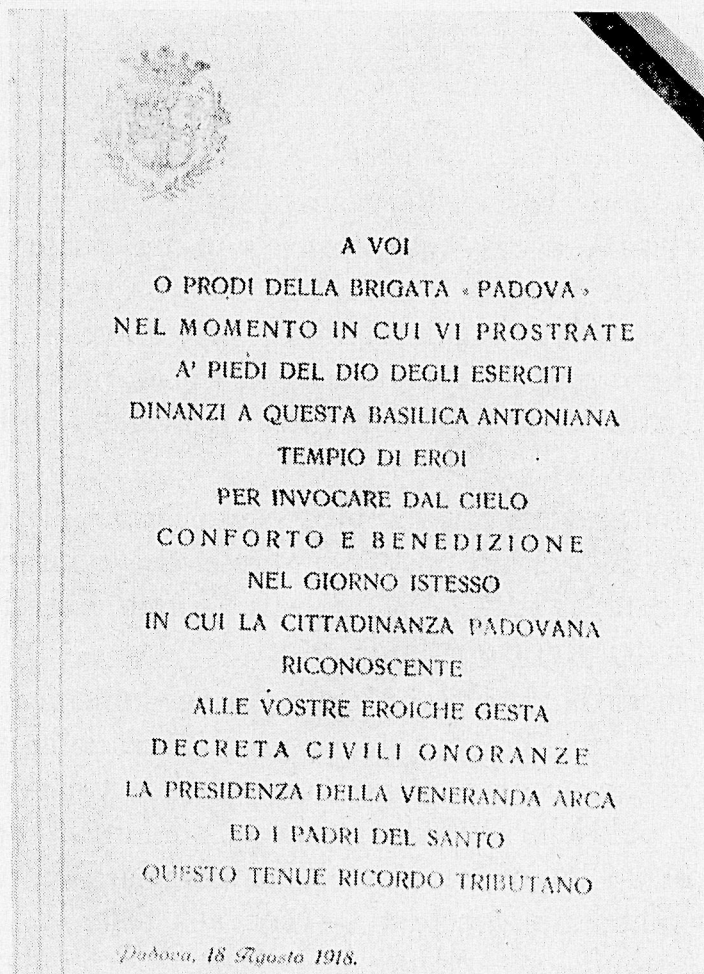 A VOI
O PRODI DELLA BRIGATA « PADOVA »
NEL MOMENTO IN CUI VI PROSTRATE
A' PIEDI DEL DIO DEGLI ESERCITI
DINANZI A QUESTA BASILICA ANTONIANA
TEMPIO DI EROI
PER INVOCARE DAL CIELO
CONFORTO E BENEDIZIONE
NEL GIORNO ISTESSO
IN CUI LA CITTADINANZA PADOVANA
RICONOSCENTE
ALLE VOSTRE EROICHE GESTA
DECRETA CIVILI ONORANZE
LA PRESIDENZA DELLA VENERANDA ARCA
ED I PADRI DEL SANTO
QUESTO TENUE RICORDO TRIBUTANO
Padova, 18 Agosto 1918.